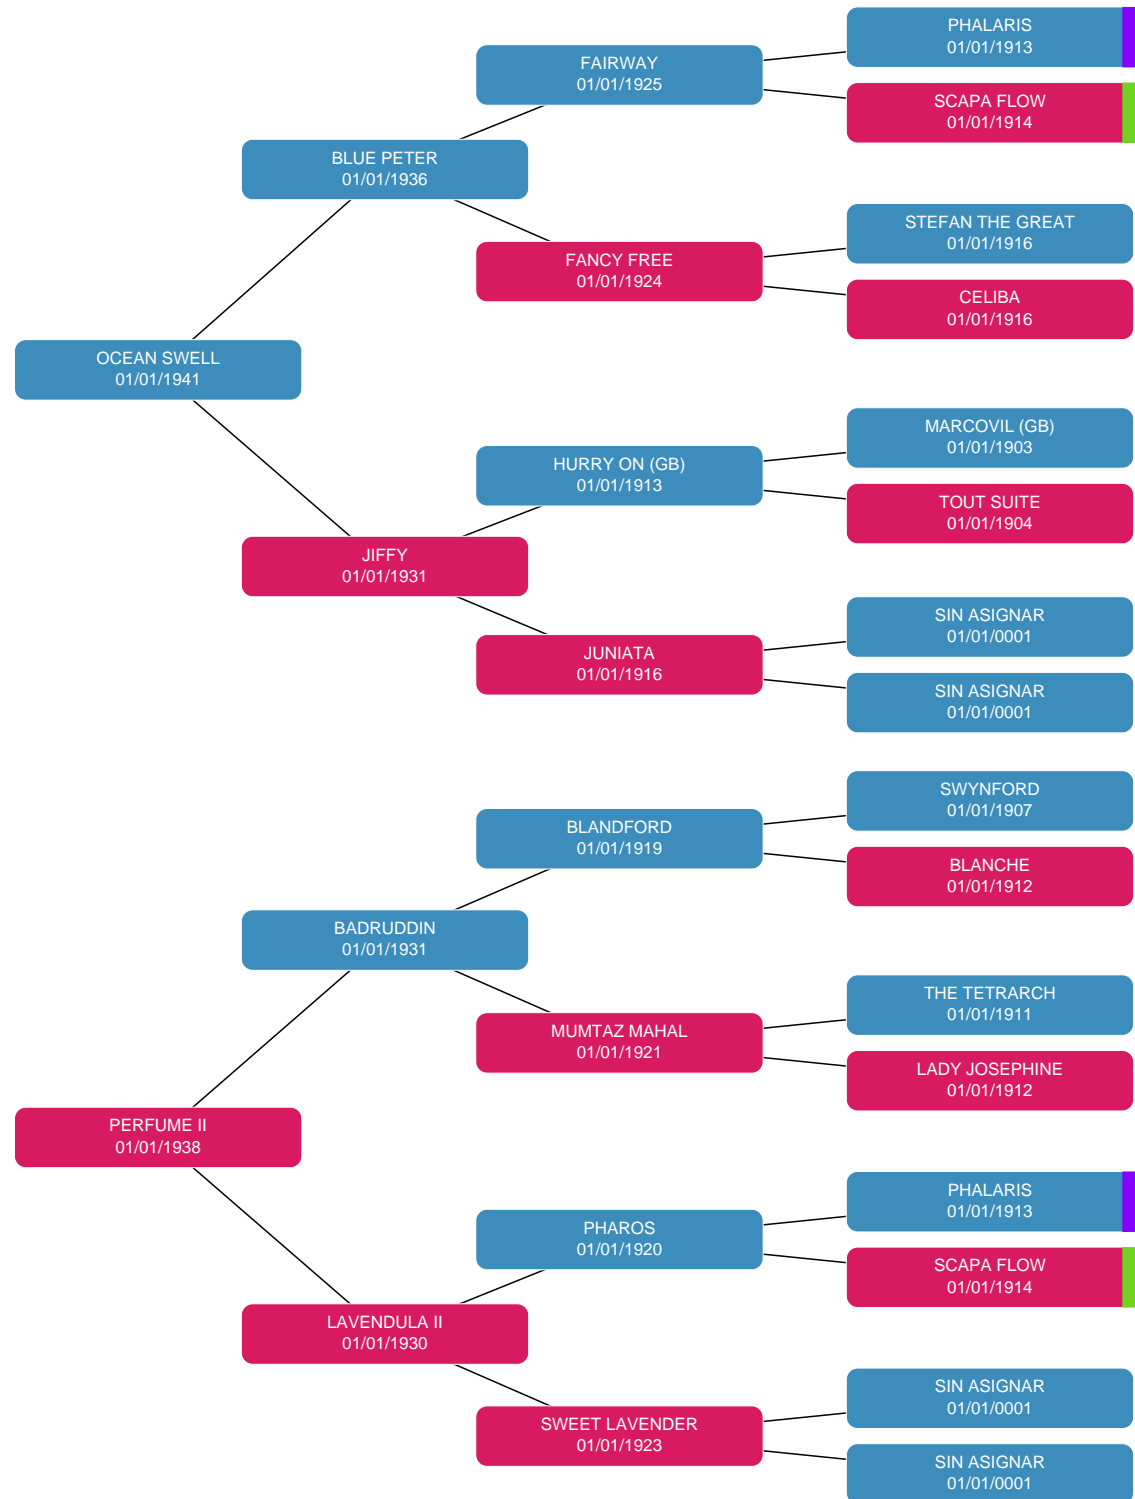 PHALARIS
01/01/1913
FAIRWAY
01/01/1925
SCAPA FLOW
01/01/1914
BLUE PETER
01/01/1936
STEFAN THE GREAT
01/01/1916
FANCY FREE
01/01/1924
CELIBA
01/01/1916
OCEAN SWELL
01/01/1941
MARCOVIL (GB)
01/01/1903
HURRY ON (GB)
01/01/1913
TOUT SUITE
01/01/1904
JIFFY
01/01/1931
SIN ASIGNAR
01/01/0001
JUNIATA
01/01/1916
SIN ASIGNAR
01/01/0001
SWYNFORD
01/01/1907
BLANDFORD
01/01/1919
BLANCHE
01/01/1912
BADRUDDIN
01/01/1931
THE TETRARCH
01/01/1911
MUMTAZ MAHAL
01/01/1921
LADY JOSEPHINE
01/01/1912
PERFUME II
01/01/1938
PHALARIS
01/01/1913
PHAROS
01/01/1920
SCAPA FLOW
01/01/1914
LAVENDULA II
01/01/1930
SIN ASIGNAR
01/01/0001
SWEET LAVENDER
01/01/1923
SIN ASIGNAR
01/01/0001